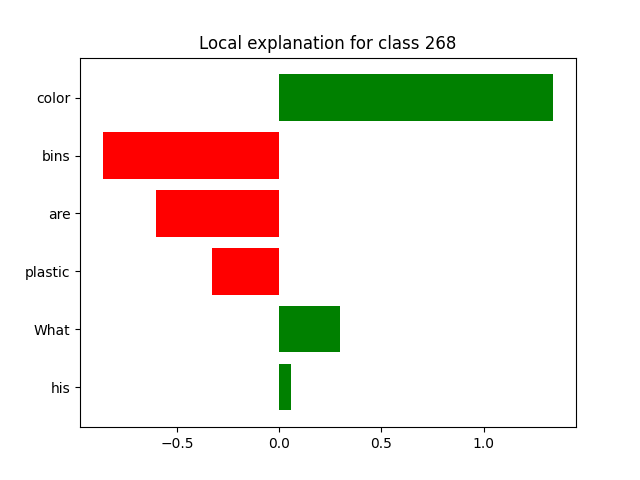 Local explanation for class 268
color
bins
are
plastic
What
his
−0.5 0.0 0.5 1.0